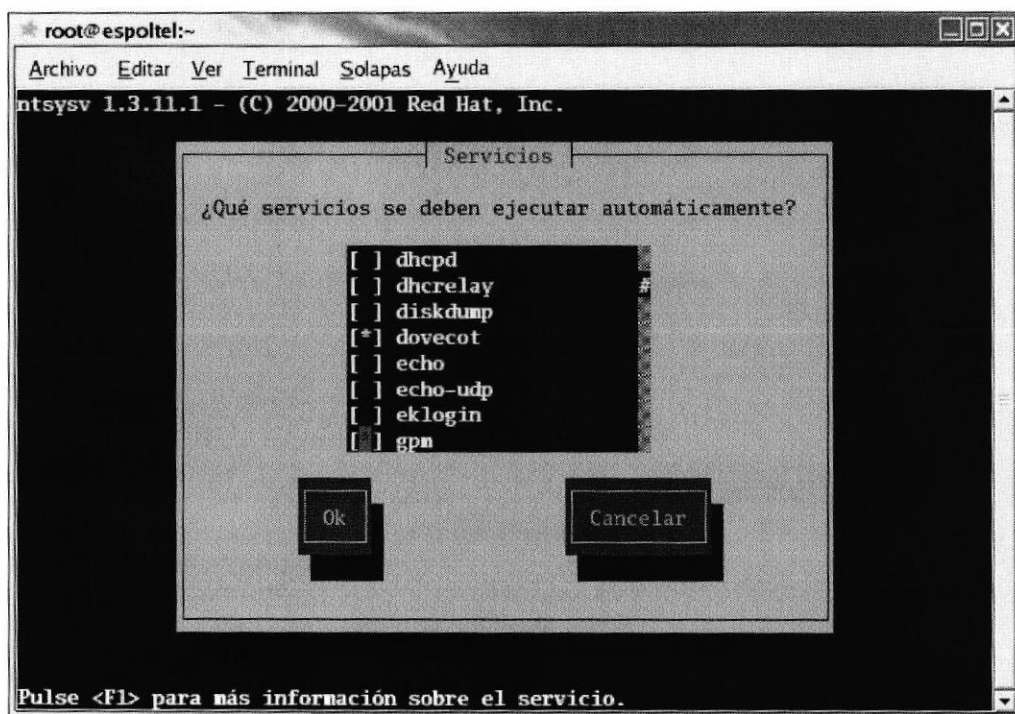 root@espoltel:~
Archivo Editar Ver Terminal Solapas Ayuda
ntsysv 1.3.11.1 - (C) 2000-2001 Red Hat, Inc.
Servicios
¿Qué servicios se deben ejecutar automáticamente?
[ ] dhcpd
[ ] dhcrelay #
[ ] diskdump
[*] dovecot
[ ] echo
[ ] echo-udp
[ ] eklogin
[ ] gpm
Ok Cancelar
Pulse <F1> para más información sobre el servicio.